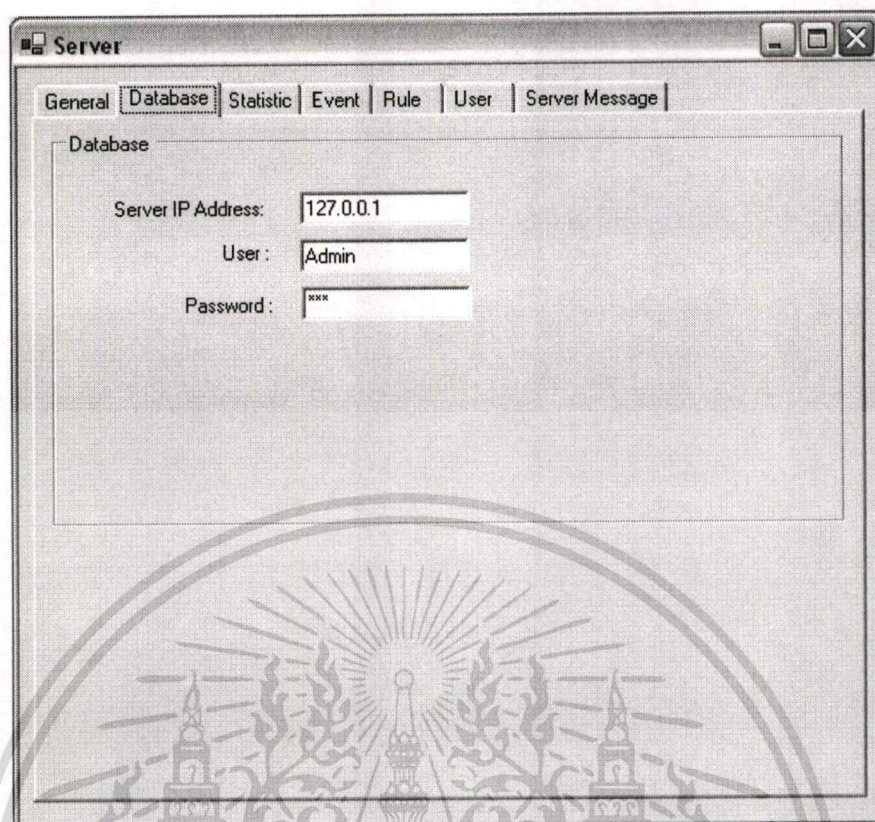 Server
General Database Statistic Event Rule User Server Message
Database
Server IP Address: 127.0.0.1
User : Admin
Password : ***